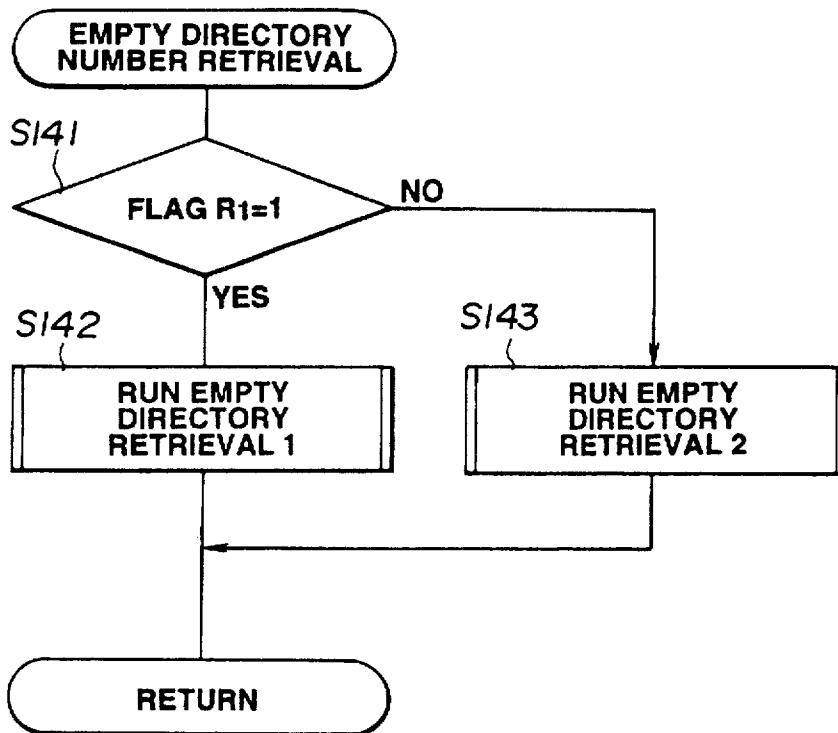 EMPTY DIRECTORY
NUMBER RETRIEVAL
S141
FLAG R1=1
NO
YES
S142
RUN EMPTY
DIRECTORY
RETRIEVAL 1
S143
RUN EMPTY
DIRECTORY
RETRIEVAL 2
RETURN